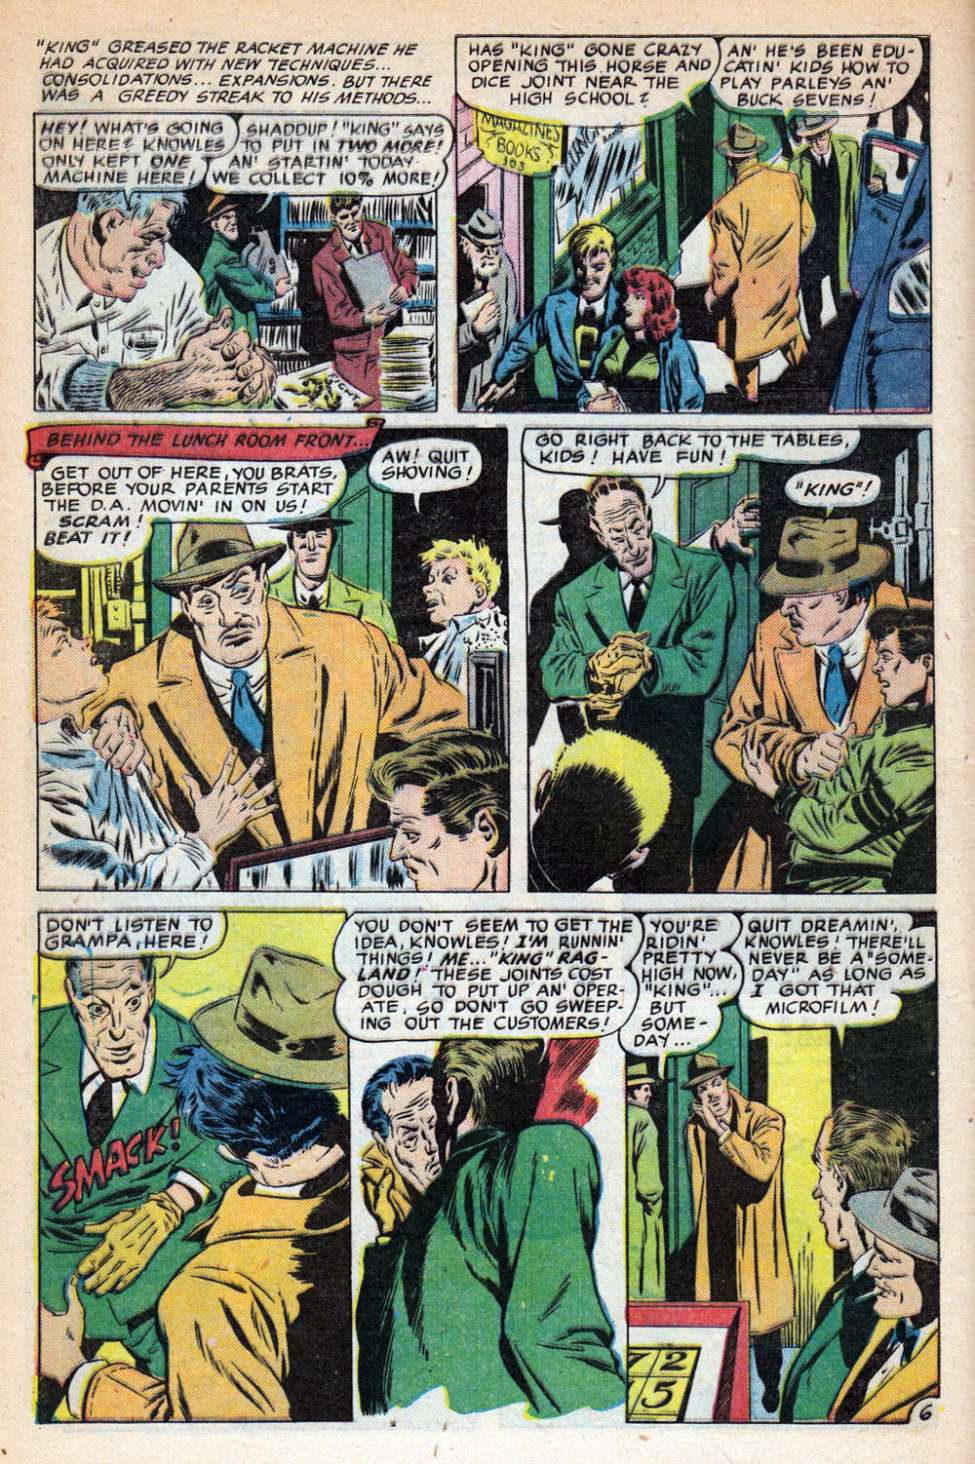 "KING" GREASED THE RACKET MACHINE HE
HAD ACQUIRED WITH NEW TECHNIQUES...
CONSOLIDATIONS... EXPANSIONS. BUT THERE
WAS A GREEDY STREAK TO HIS METHODS...
HEY! WHAT'S GOING
ON HERE? KNOWLES
ONLY KEPT ONE
MACHINE HERE!
SHADDUP! "KING" SAYS
TO PUT IN TWO MORE!
AN' STARTIN' TODAY
WE COLLECT 10% MORE!
HAS "KING" GONE CRAZY
OPENING THIS HORSE AND
DICE JOINT NEAR THE
HIGH SCHOOL?
AN' HE'S BEEN EDU-
CATIN' KIDS HOW TO
PLAY PARLEYS AN'
BUCK SEVENS!
MAGAZINES
BOOKS
103
BEHIND THE LUNCH ROOM FRONT...
GET OUT OF HERE, YOU BRATS,
BEFORE YOUR PARENTS START
THE D.A. MOVIN' IN ON US!
SCRAM!
BEAT IT!
AW! QUIT
SHOVING!
GO RIGHT BACK TO THE TABLES,
KIDS! HAVE FUN!
"KING"!
DON'T LISTEN TO
GRAMPA, HERE!
SMACK!
YOU DON'T SEEM TO GET THE
IDEA, KNOWLES! I'M RUNNIN'
THINGS! ME... "KING" RAG-
LAND! THESE JOINTS COST
DOUGH TO PUT UP AN' OPER-
ATE, SO DON'T GO SWEEP-
ING OUT THE CUSTOMERS!
YOU'RE
RIDIN'
PRETTY
HIGH NOW,
"KING"...
BUT
SOME-
DAY...
QUIT DREAMIN',
KNOWLES! THERE'LL
NEVER BE A "SOME-
DAY" AS LONG AS
I GOT THAT
MICROFILM!
7 2
5
6